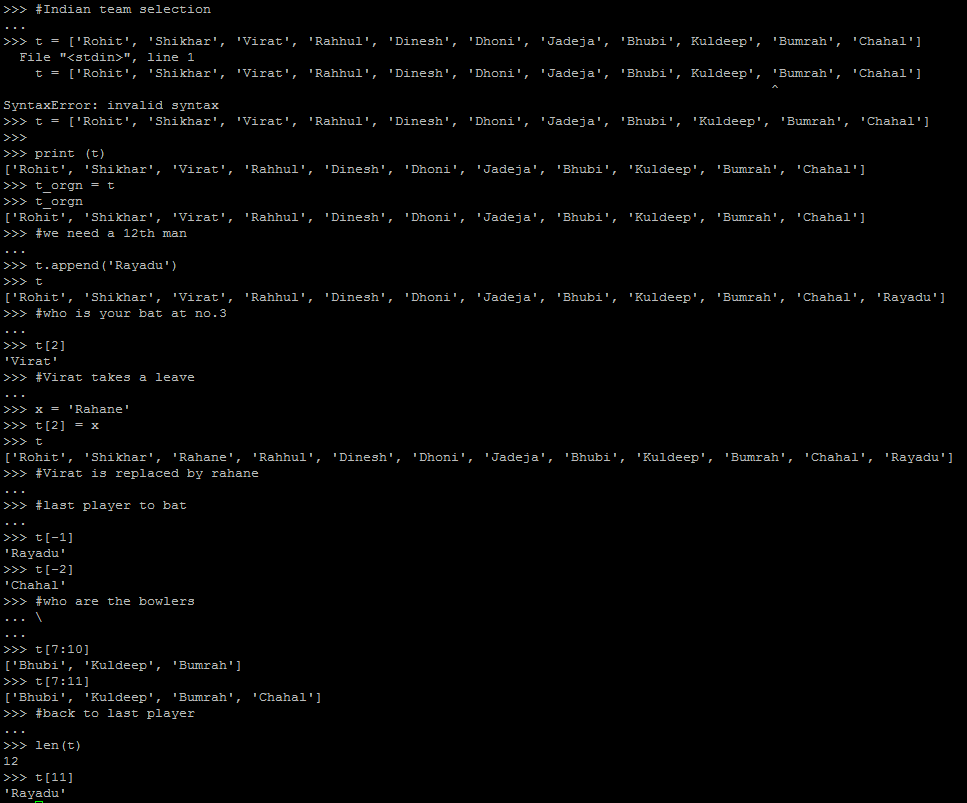 >>> #Indian team selection
...
>>> t = ['Rohit', 'Shikhar', 'Virat', 'Rahhul', 'Dinesh', 'Dhoni', 'Jadeja', 'Bhubi', Kuldeep', 'Bumrah', 'Chahal']
  File "<stdin>", line 1
    t = ['Rohit', 'Shikhar', 'Virat', 'Rahhul', 'Dinesh', 'Dhoni', 'Jadeja', 'Bhubi', Kuldeep', 'Bumrah', 'Chahal']
                                                                                                ^
SyntaxError: invalid syntax
>>> t = ['Rohit', 'Shikhar', 'Virat', 'Rahhul', 'Dinesh', 'Dhoni', 'Jadeja', 'Bhubi', 'Kuldeep', 'Bumrah', 'Chahal']
>>>
>>> print (t)
['Rohit', 'Shikhar', 'Virat', 'Rahhul', 'Dinesh', 'Dhoni', 'Jadeja', 'Bhubi', 'Kuldeep', 'Bumrah', 'Chahal']
>>> t_orgn = t
>>> t_orgn
['Rohit', 'Shikhar', 'Virat', 'Rahhul', 'Dinesh', 'Dhoni', 'Jadeja', 'Bhubi', 'Kuldeep', 'Bumrah', 'Chahal']
>>> #we need a 12th man
...
>>> t.append('Rayadu')
>>> t
['Rohit', 'Shikhar', 'Virat', 'Rahhul', 'Dinesh', 'Dhoni', 'Jadeja', 'Bhubi', 'Kuldeep', 'Bumrah', 'Chahal', 'Rayadu']
>>> #who is your bat at no.3
...
>>> t[2]
'Virat'
>>> #Virat takes a leave
...
>>> x = 'Rahane'
>>> t[2] = x
>>> t
['Rohit', 'Shikhar', 'Rahane', 'Rahhul', 'Dinesh', 'Dhoni', 'Jadeja', 'Bhubi', 'Kuldeep', 'Bumrah', 'Chahal', 'Rayadu']
>>> #Virat is replaced by rahane
...
>>> #last player to bat
...
>>> t[-1]
'Rayadu'
>>> t[-2]
'Chahal'
>>> #who are the bowlers
... \
...
>>> t[7:10]
['Bhubi', 'Kuldeep', 'Bumrah']
>>> t[7:11]
['Bhubi', 'Kuldeep', 'Bumrah', 'Chahal']
>>> #back to last player
...
>>> len(t)
12
>>> t[11]
'Rayadu'